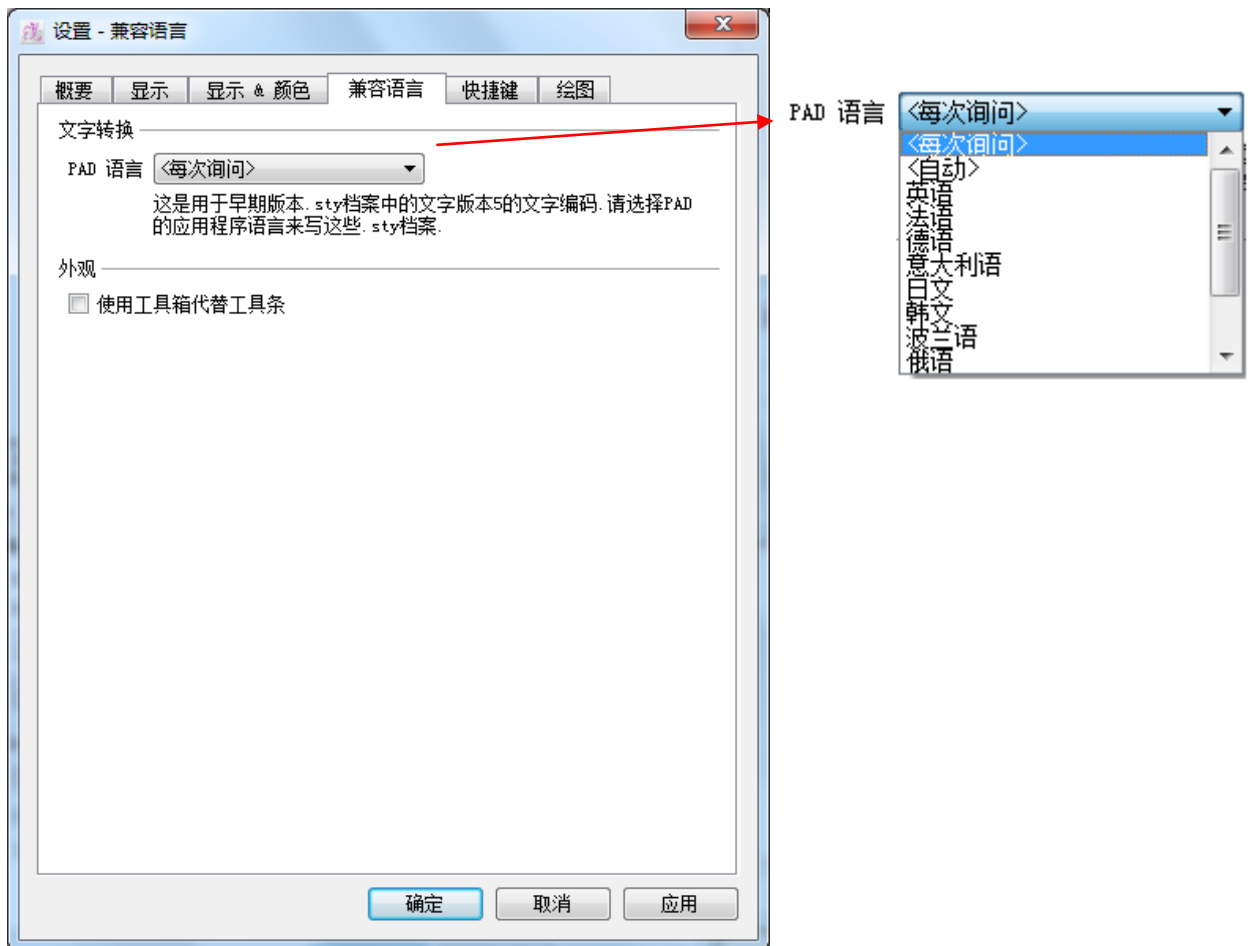 设置 - 兼容语言
概要 显示 显示 & 颜色 兼容语言 快捷键 绘图
文字转换
PAD 语言 <每次询问>
这是用于早期版本.sty档案中的文字版本5的文字编码.请选择PAD
的应用程序语言来写这些.sty档案.
外观
使用工具箱代替工具条
确定 取消 应用
PAD 语言 <每次询问>
<每次询问>
<自动>
英语
法语
德语
意大利语
日文
韩文
波兰语
俄语